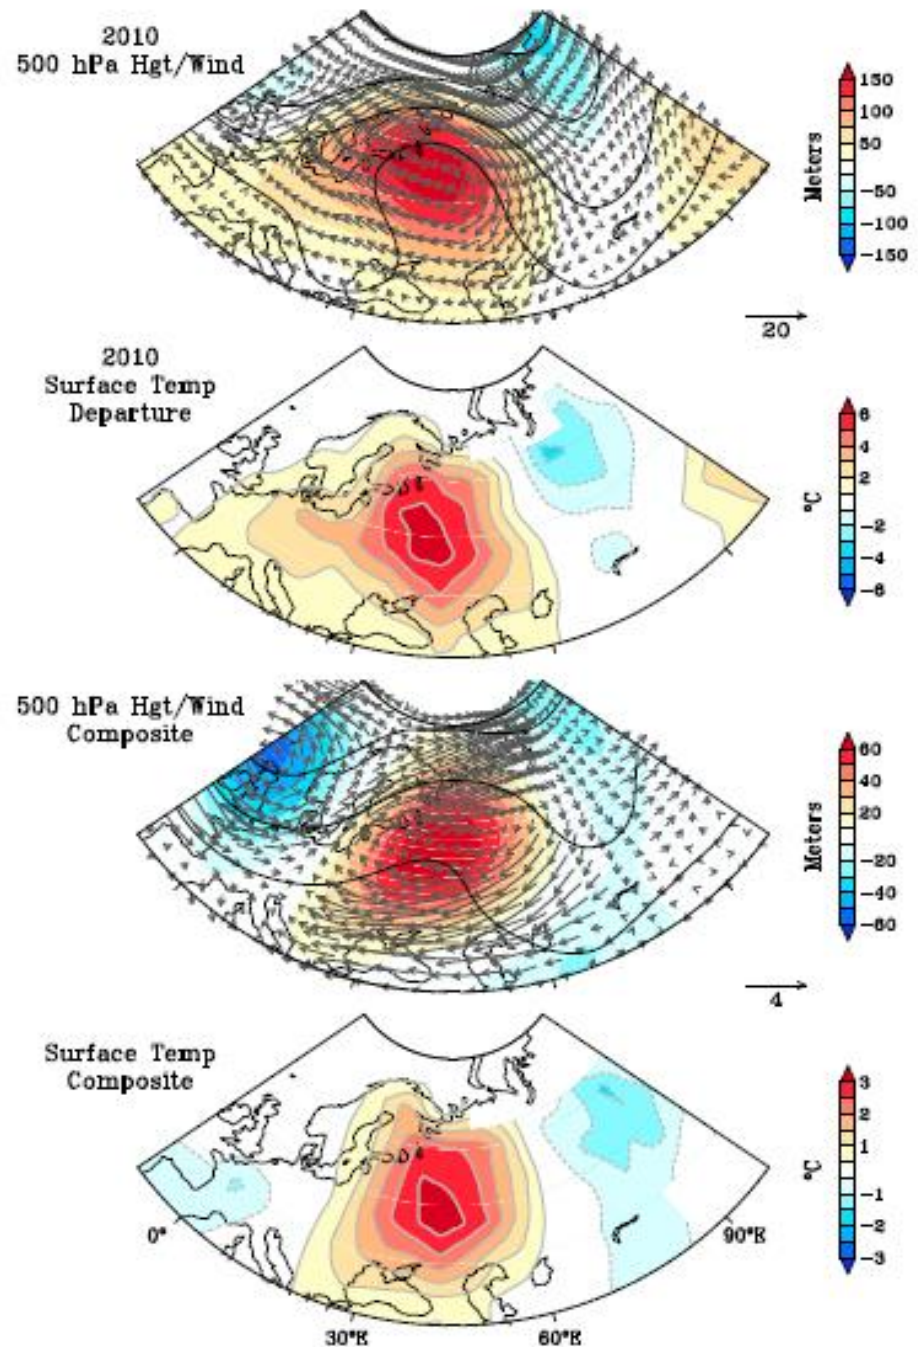 2010
500 hPa Hgt/Wind
150
100
50
-50
-100
-150
Meters
20
2010
Surface Temp
Departure
6
4
2
-2
-4
-6
°C
500 hPa Hgt/Wind
Composite
60
40
20
-20
-40
-60
Meters
4
Surface Temp
Composite
3
2
1
-1
-2
-3
°C
0°
90°E
30°E
60°E